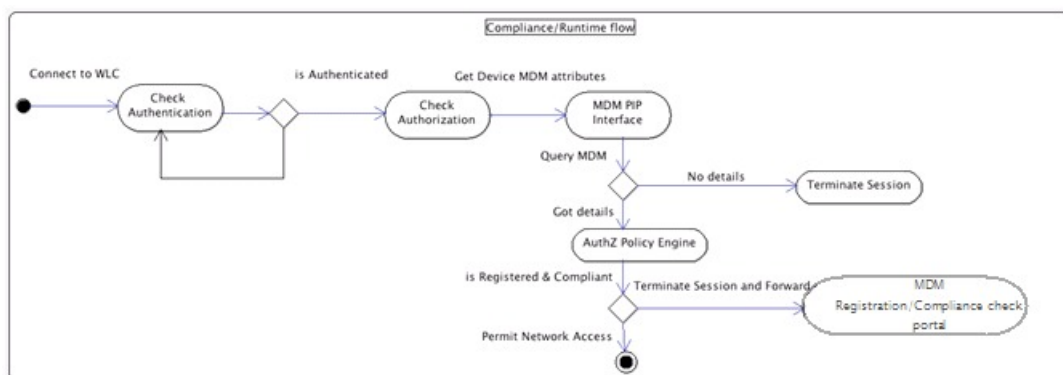 Compliance/Runtime flow
Connect to WLC
Check
Authentication
is Authenticated
Check
Authorization
Get Device MDM attributes
MDM PIP
Interface
Query MDM
No details
Terminate Session
Got details
AuthZ Policy Engine
is Registered & Compliant
Terminate Session and Forward
MDM
Registration/Compliance check
portal
Permit Network Access